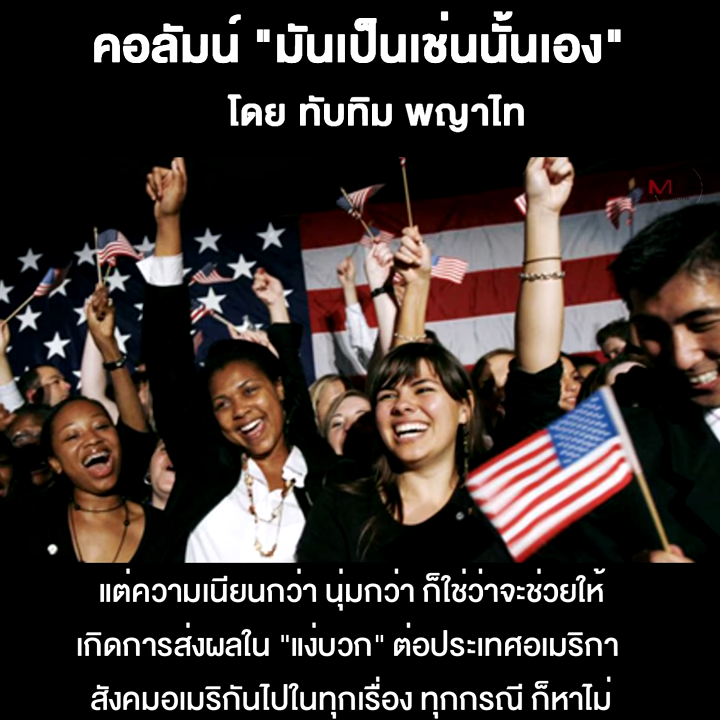 คอลัมน์ "มันเป็นเช่นนั้นเอง"
โดย ทับทิม พญาไท
M
แต่ความเนียนกว่า นุ่มกว่า ก็ใช่ว่าจะช่วยให้
เกิดการส่งผลใน "แง่บวก" ต่อประเทศอเมริกา
สังคมอเมริกันไปในทุกเรื่อง ทุกกรณี ก็หาไม่